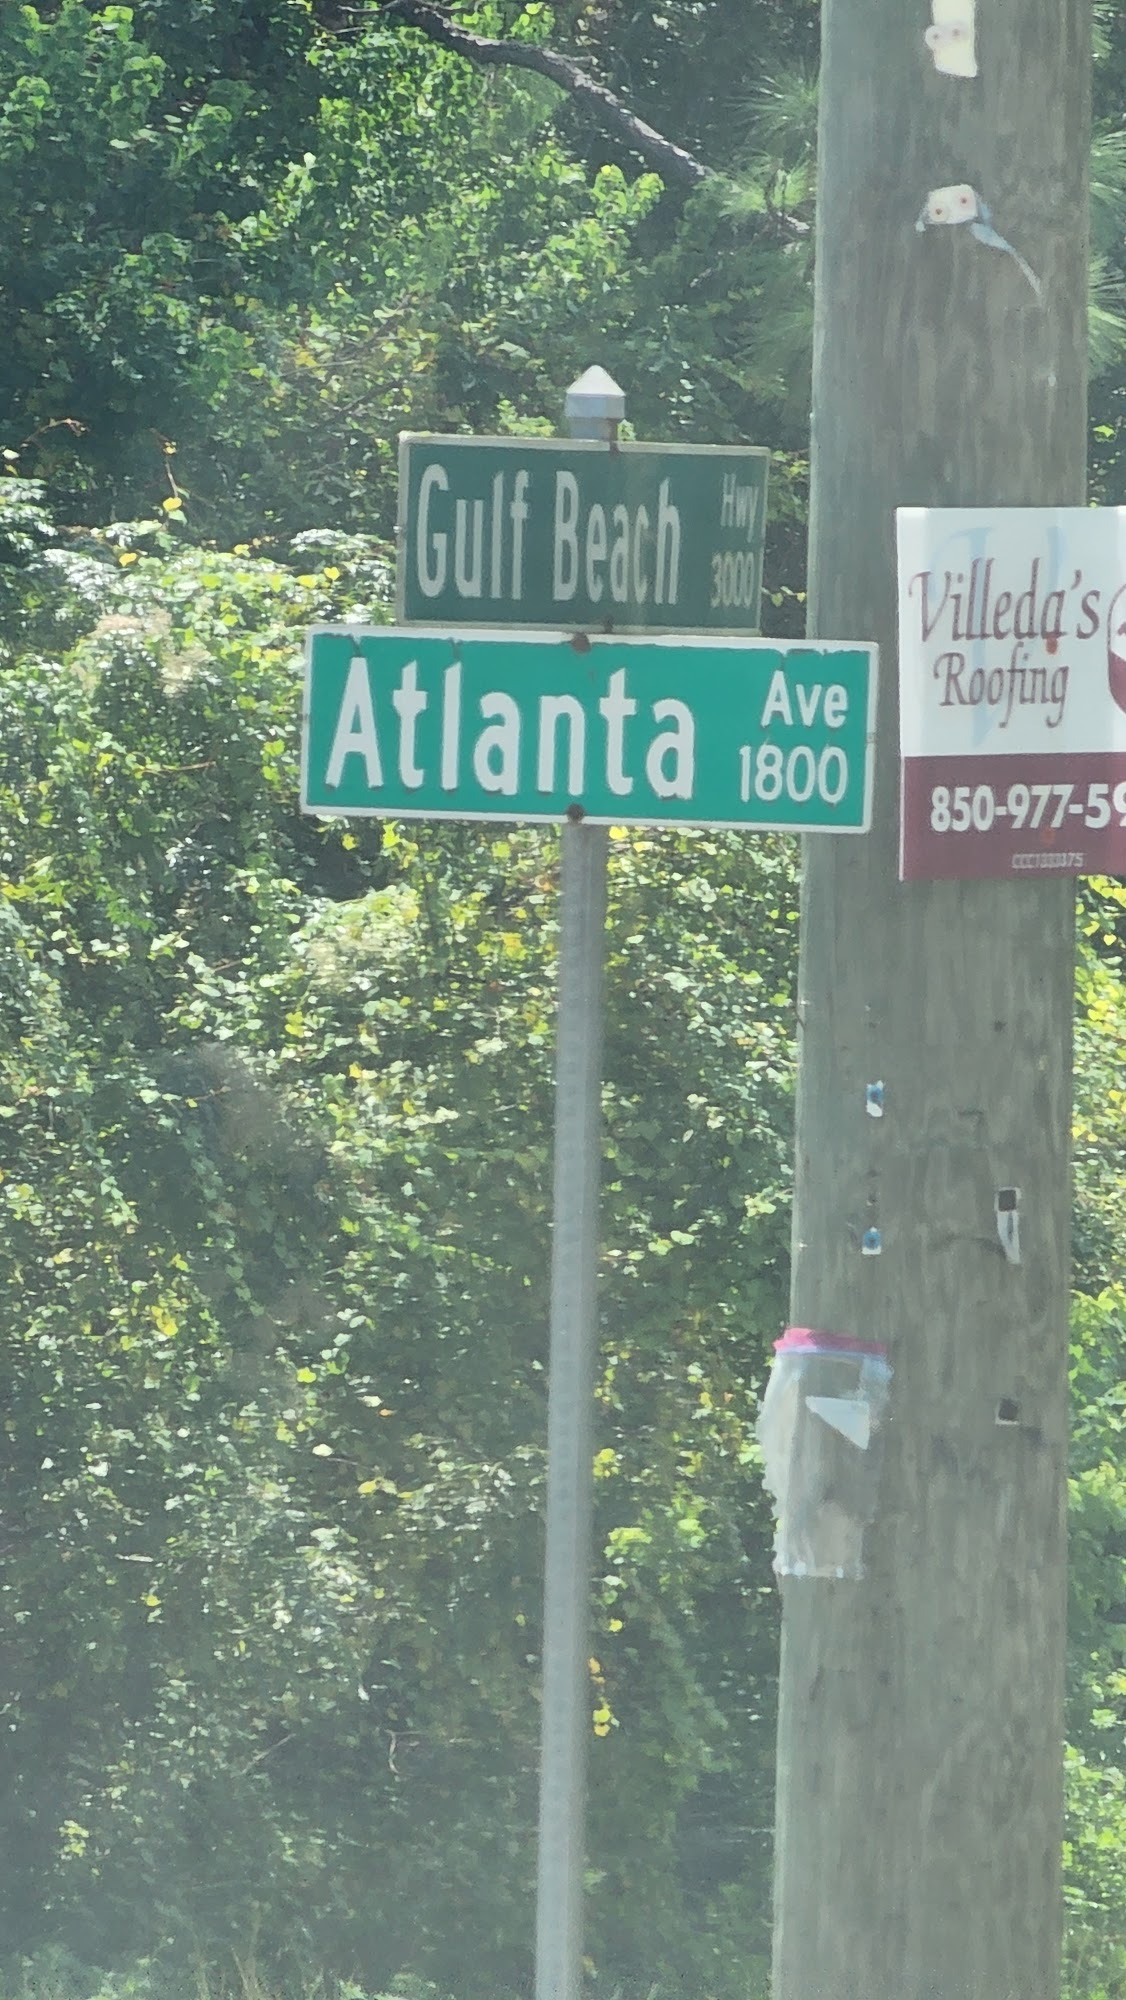 Gulf Beach Hwy
3000
Atlanta Ave
1800
Villeda's
Roofing
850-977-59